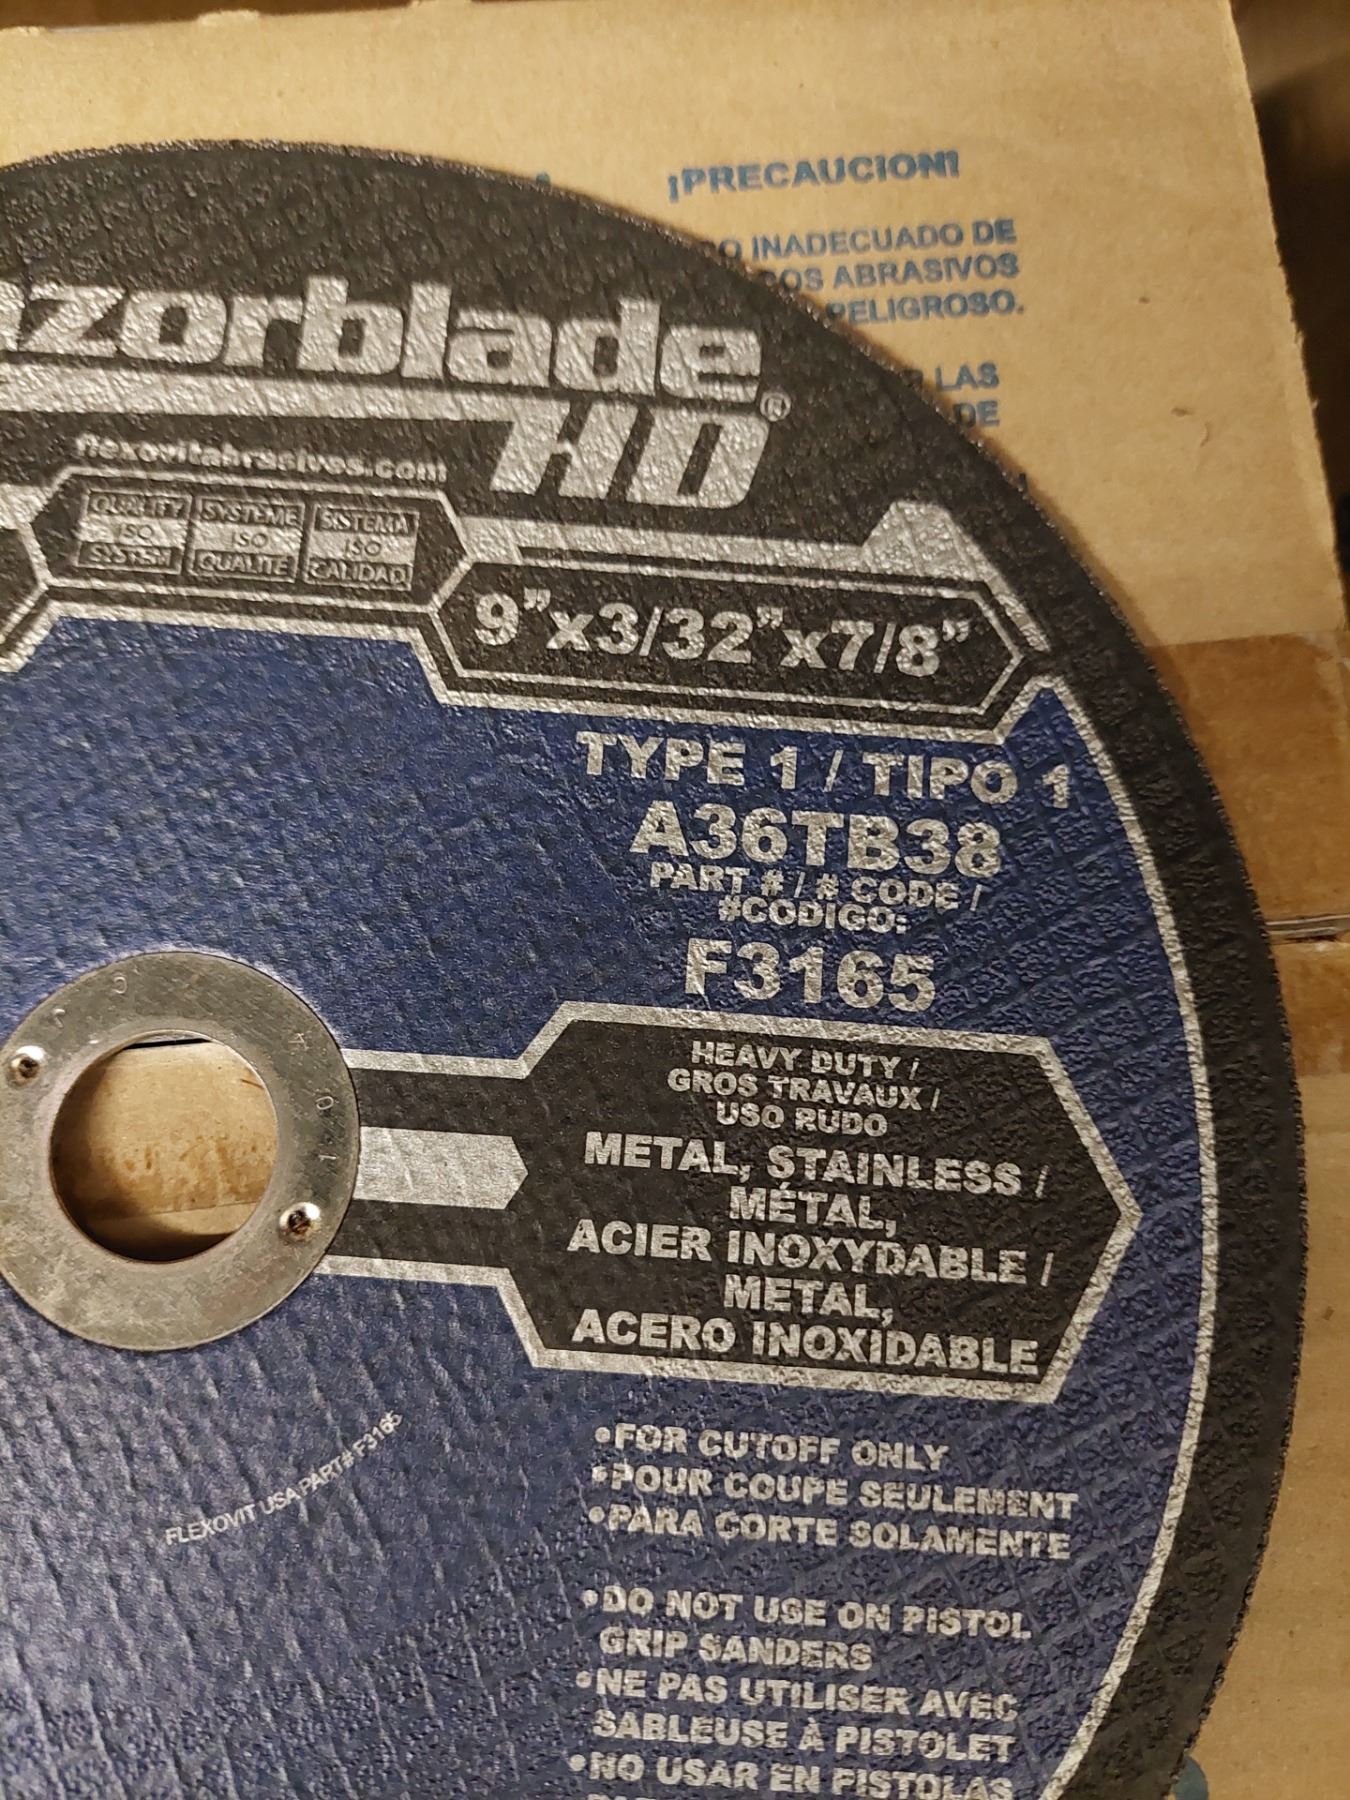 ¡PRECAUCION!
INADECUADO DE
ABRASIVOS
PELIGROSO.
LAS
DE
azorblade®
HD
flexovitabrasives.com
QUALITY ISO SYSTEM
SYSTEME ISO QUALITE
SISTEMA ISO CALIDAD
9"x3/32"x7/8"
TYPE 1 / TIPO 1
A36TB38
PART # / # CODE /
#CODIGO:
F3165
HEAVY DUTY /
GROS TRAVAUX /
USO RUDO
METAL, STAINLESS /
MÉTAL,
ACIER INOXYDABLE /
METAL,
ACERO INOXIDABLE
FLEXOVIT USA PART# F3165
•FOR CUTOFF ONLY
•POUR COUPE SEULEMENT
•PARA CORTE SOLAMENTE
•DO NOT USE ON PISTOL
GRIP SANDERS
•NE PAS UTILISER AVEC
SABLEUSE À PISTOLET
•NO USAR EN PISTOLAS